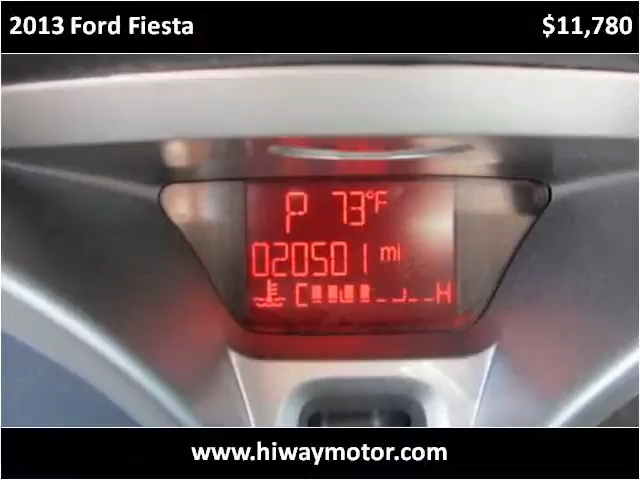 2013 Ford Fiesta $11,780
P 73°F
020501 mi
C H
www.hiwaymotor.com